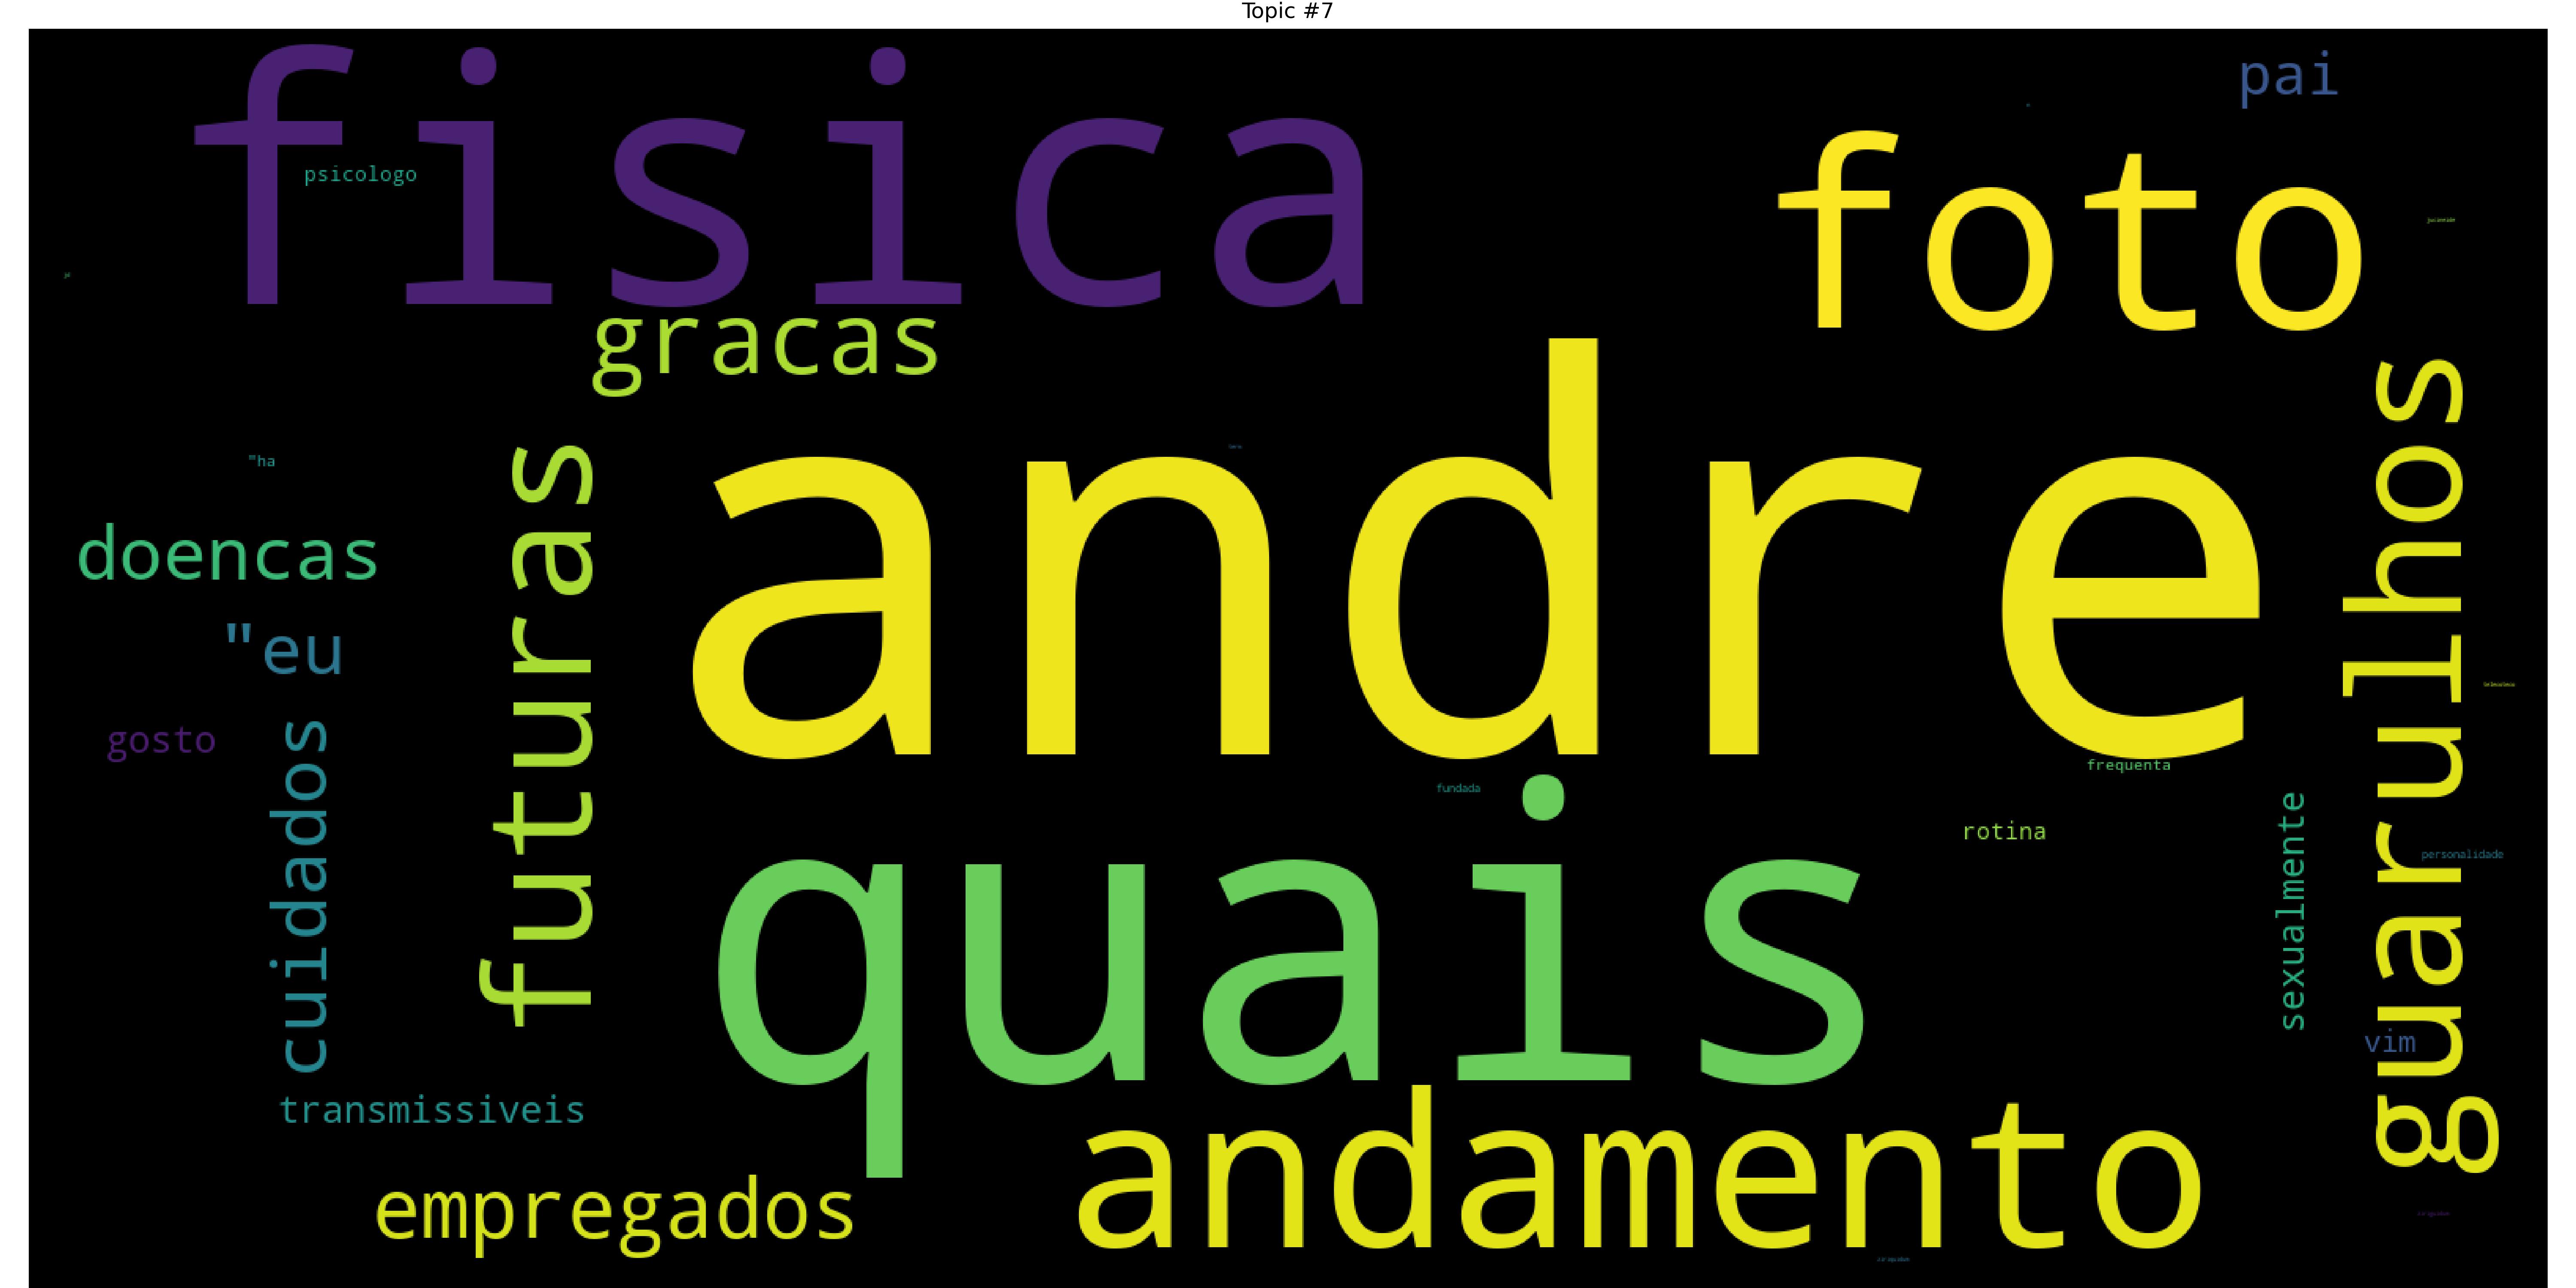 Topic #7
fisica
pai
foto
psicologo
gracas
guarulhos
andre
futuras
"ha
doencas
"eu
gosto
cuidados
quais
fundada
frequenta
rotina
sexualmente
personalidade
vim
transmissiveis
andamento
empregados